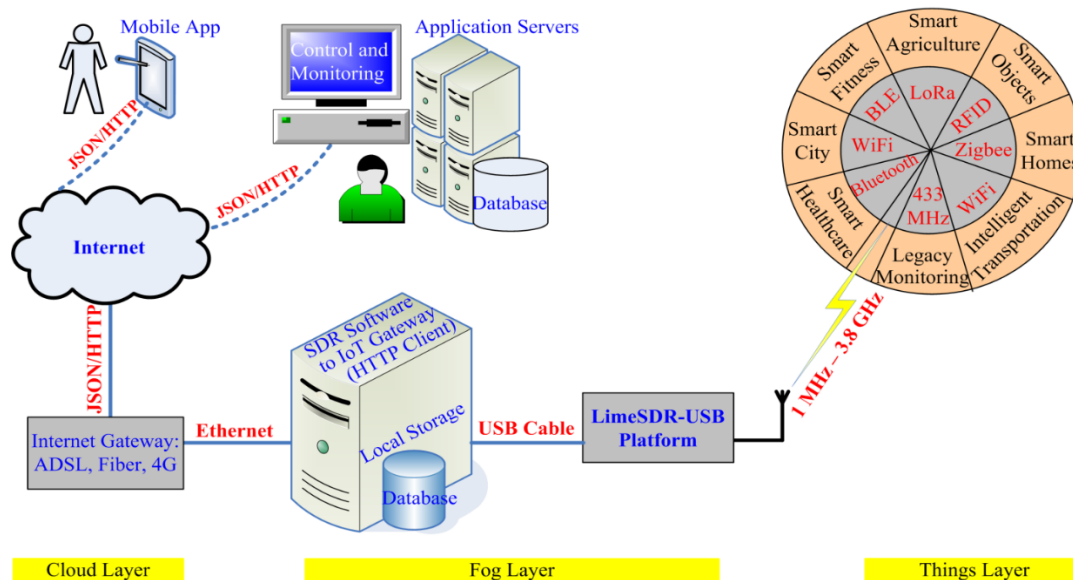 Mobile App
Application Servers
Control and
Monitoring
JSON/HTTP
JSON/HTTP
Database
Internet
JSON/HTTP
Internet Gateway:
ADSL, Fiber, 4G
Ethernet
SDR Software
to IoT Gateway
(HTTP Client)
Local Storage
Database
USB Cable
LimeSDR-USB
Platform
1 MHz – 3.8 GHz
Smart
Agriculture
Smart
Objects
Smart
Homes
Intelligent
Transportation
Legacy
Monitoring
Smart
Healthcare
Smart
City
Smart
Fitness
LoRa
RFID
Zigbee
WiFi
433
MHz
Bluetooth
WiFi
BLE
Cloud Layer
Fog Layer
Things Layer